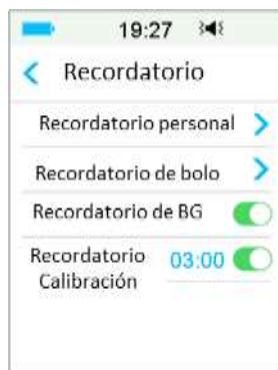 19:27
Recordatorio
Recordatorio personal
Recordatorio de bolo
Recordatorio de BG
Recordatorio 03:00
Calibración